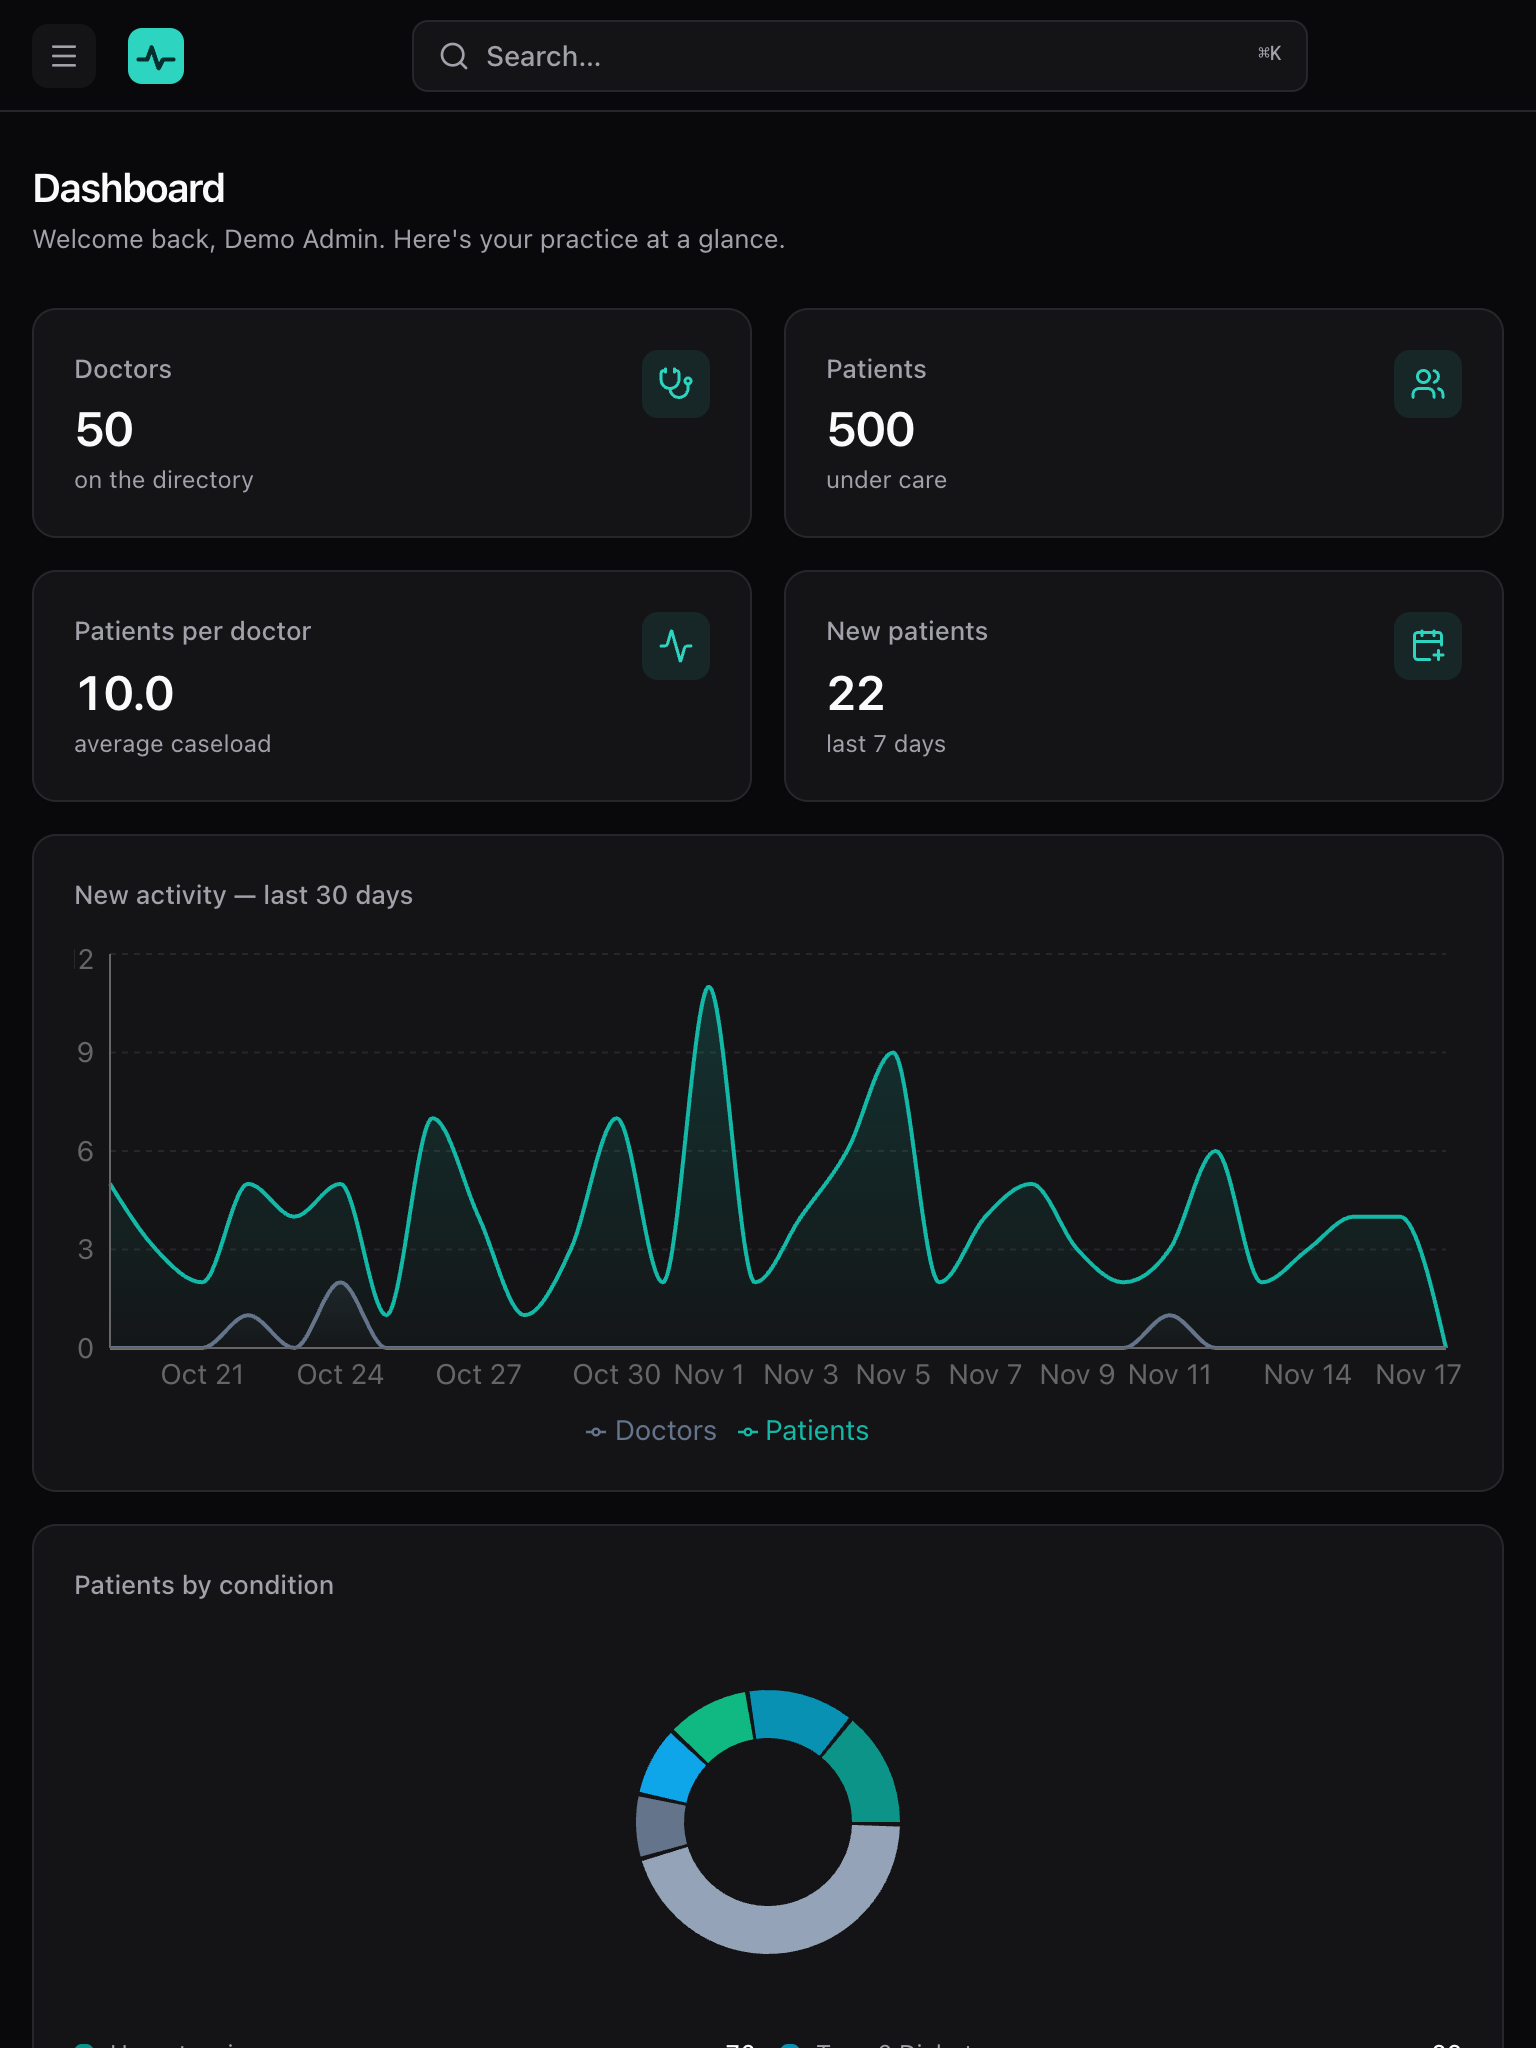 Search...
⌘K
Dashboard
Welcome back, Demo Admin. Here's your practice at a glance.
Doctors
50
on the directory
Patients
500
under care
Patients per doctor
10.0
average caseload
New patients
22
last 7 days
New activity — last 30 days
2
9
6
3
0
Oct 21 Oct 24 Oct 27 Oct 30 Nov 1 Nov 3 Nov 5 Nov 7 Nov 9 Nov 11 Nov 14 Nov 17
Doctors Patients
Patients by condition